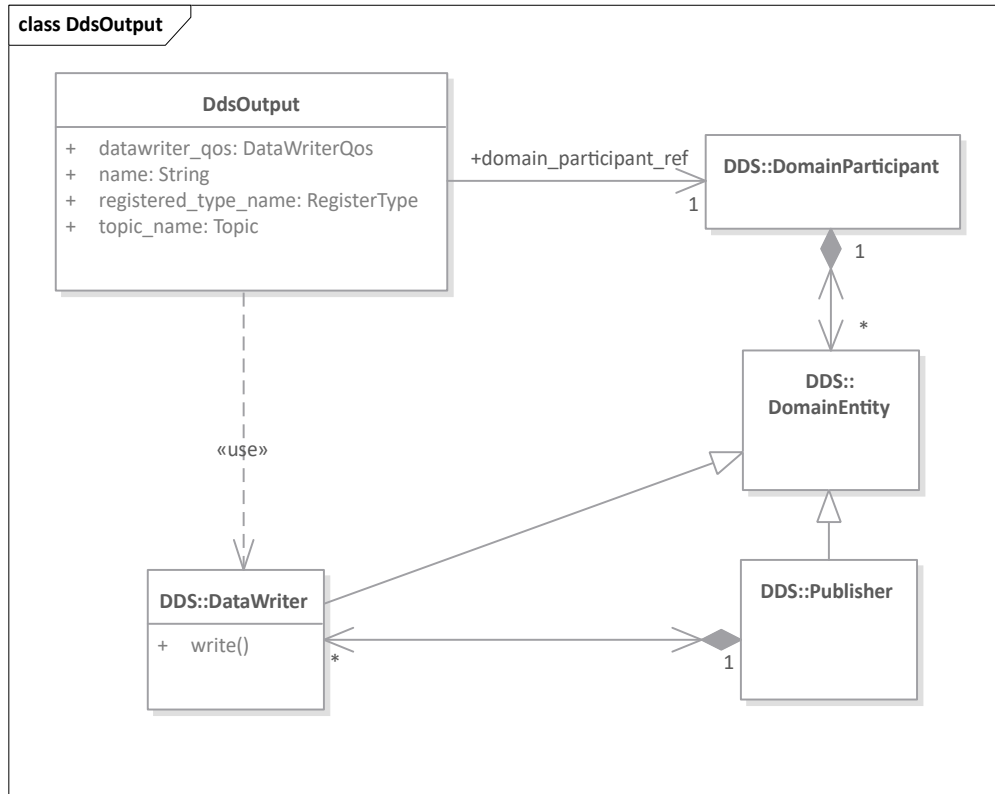 class DdsOutput
DdsOutput
+ datawriter_qos: DataWriterQos
+ name: String
+ registered_type_name: RegisterType
+ topic_name: Topic
+domain_participant_ref
1
DDS::DomainParticipant
1
*
DDS::
DomainEntity
«use»
DDS::DataWriter
+ write()
*
1
DDS::Publisher